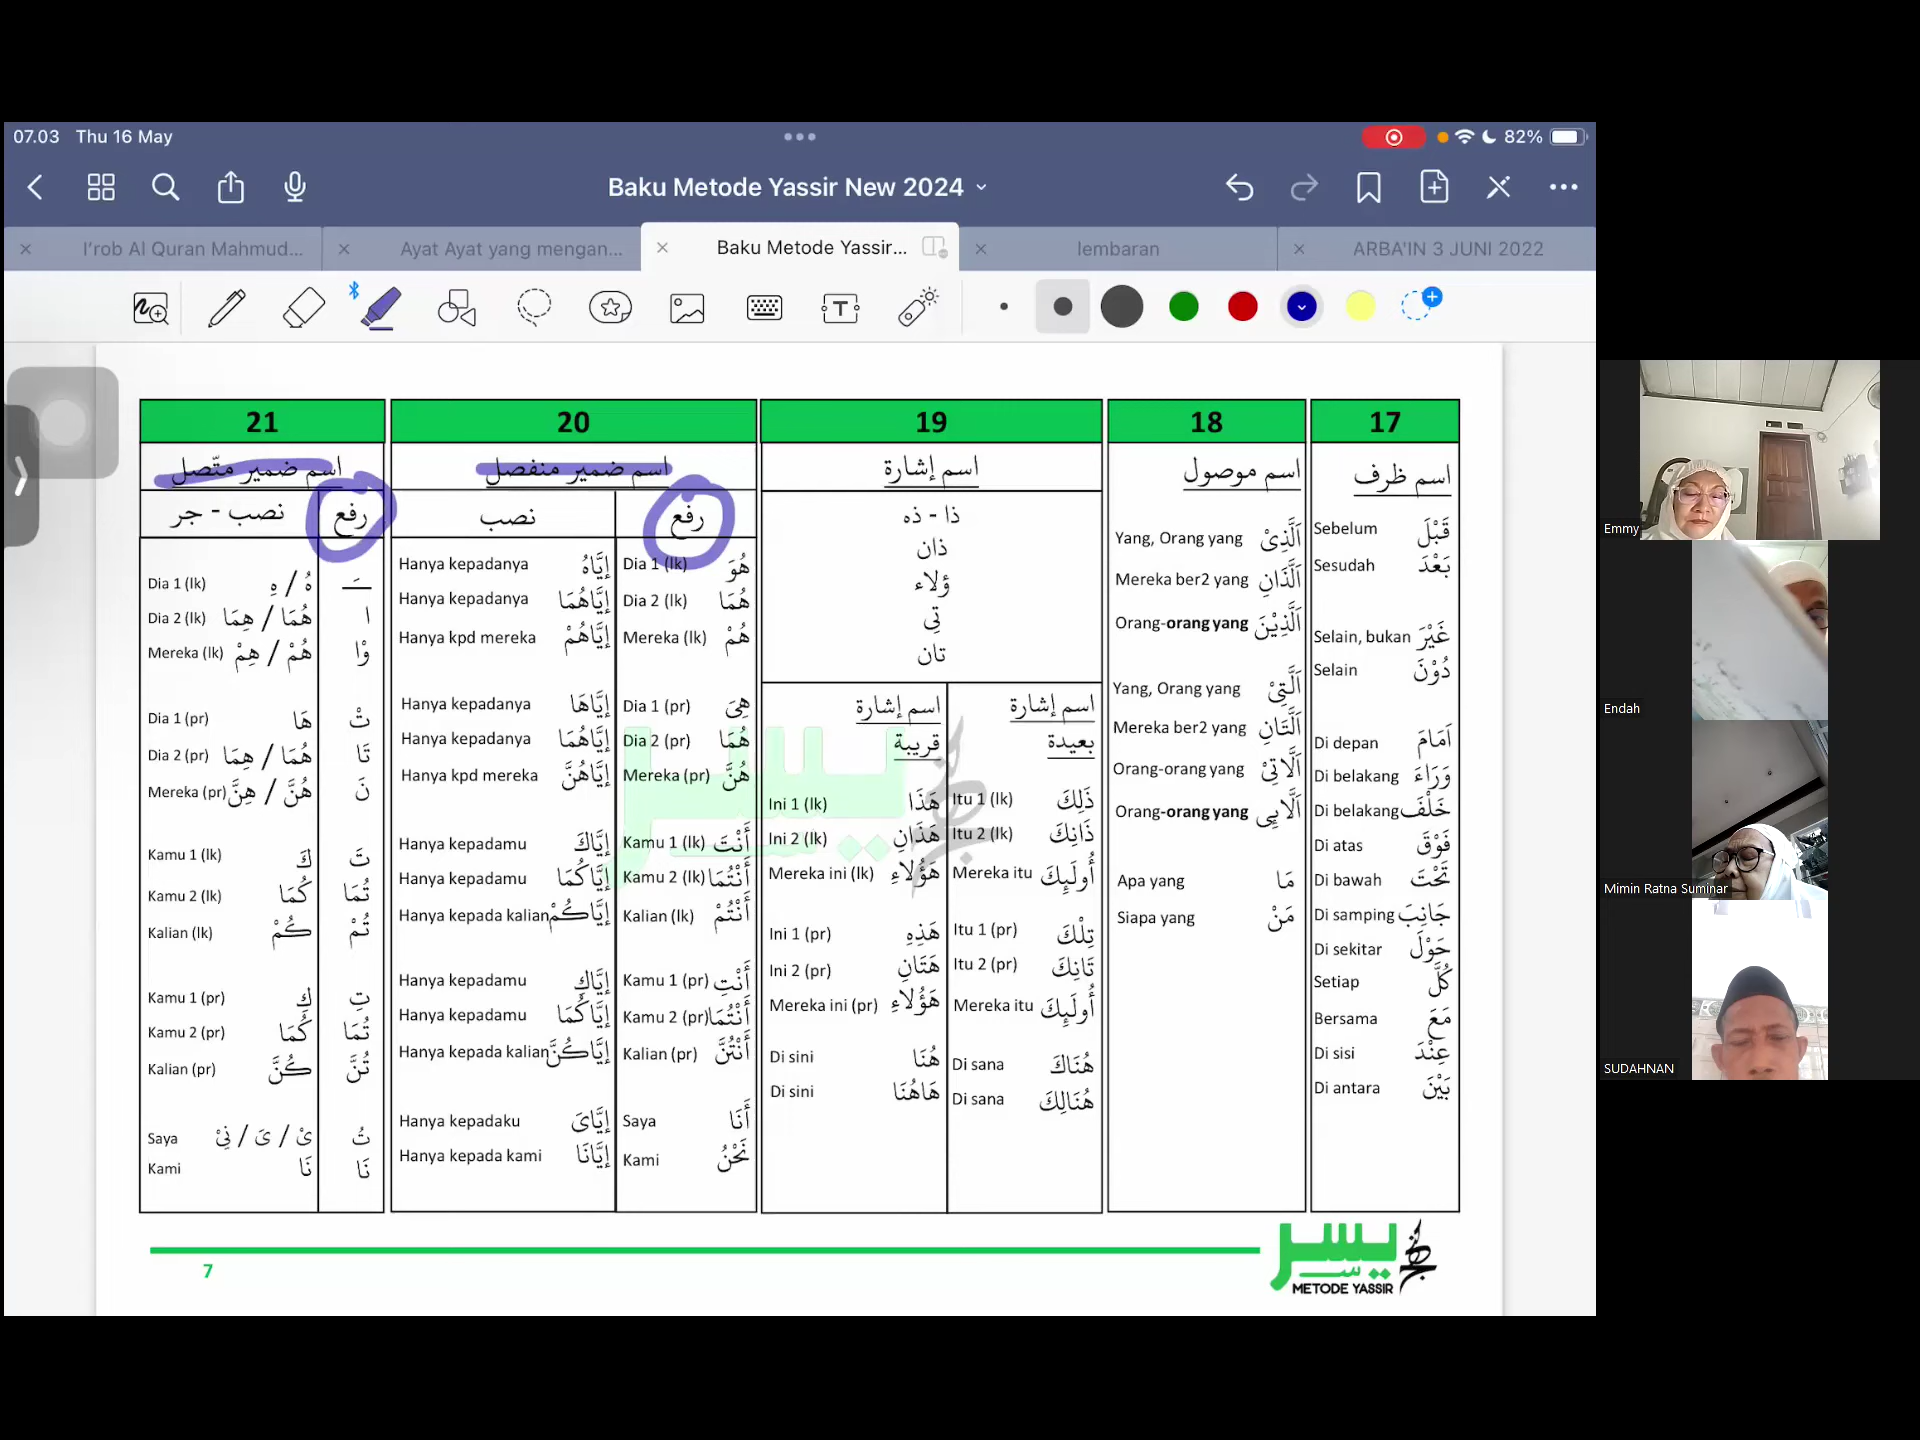 07.03 Thu 16 May
82%
Baku Metode Yassir New 2024
I'rob Al Quran Mahmud...
Ayat Ayat yang mengan...
Baku Metode Yassir...
lembaran
ARBA'IN 3 JUNI 2022
21
20
19
18
17
اسم ضمير متّصل
اسم ضمير منفصل
اسم إشارة
اسم موصول
اسم ظرف
نصب - جر
رفع
نصب
رفع
Dia 1 (lk) هُ / هِ
Dia 2 (lk) هُمَا / هِمَا ا
Mereka (lk) هُمْ / هِمْ وْا
Dia 1 (pr) هَا تْ
Dia 2 (pr) هُمَا / هِمَا تَا
Mereka (pr) هُنَّ / هِنَّ نَ
Kamu 1 (lk) كَ تَ
Kamu 2 (lk) كُمَا تُمَا
Kalian (lk) كُمْ تُمْ
Kamu 1 (pr) كِ تِ
Kamu 2 (pr) كُمَا تُمَا
Kalian (pr) كُنَّ تُنَّ
Saya يْ / يَ / نِيْ تُ
Kami نَا نَا
Hanya kepadanya إِيَّاهُ Dia 1 (lk) هُوَ
Hanya kepadanya إِيَّاهُمَا Dia 2 (lk) هُمَا
Hanya kpd mereka إِيَّاهُمْ Mereka (lk) هُمْ
Hanya kepadanya إِيَّاهَا Dia 1 (pr) هِيَ
Hanya kepadanya إِيَّاهُمَا Dia 2 (pr) هُمَا
Hanya kpd mereka إِيَّاهُنَّ Mereka (pr) هُنَّ
Hanya kepadamu إِيَّاكَ Kamu 1 (lk) أَنْتَ
Hanya kepadamu إِيَّاكُمَا Kamu 2 (lk) أَنْتُمَا
Hanya kepada kalian إِيَّاكُمْ Kalian (lk) أَنْتُمْ
Hanya kepadamu إِيَّاكِ Kamu 1 (pr) أَنْتِ
Hanya kepadamu إِيَّاكُمَا Kamu 2 (pr) أَنْتُمَا
Hanya kepada kalian إِيَّاكُنَّ Kalian (pr) أَنْتُنَّ
Hanya kepadaku إِيَّايَ Saya أَنَا
Hanya kepada kami إِيَّانَا Kami نَحْنُ
ذا - ذه
ذان
ؤلاء
تِى
تان
اسم إشارة
قريبة
اسم إشارة
بعيدة
Ini 1 (lk) هَذَا Itu 1 (lk) ذَلِكَ
Ini 2 (lk) هَذَانِ Itu 2 (lk) ذَانِكَ
Mereka ini (lk) هَؤُلَاءِ Mereka itu أُولَئِكَ
Ini 1 (pr) هَذِهِ Itu 1 (pr) تِلْكَ
Ini 2 (pr) هَتَانِ Itu 2 (pr) تَانِكَ
Mereka ini (pr) هَؤُلَاءِ Mereka itu أُولَئِكَ
Di sini هُنَا Di sana هُنَاكَ
Di sini هَاهُنَا Di sana هُنَالِكَ
Yang, Orang yang اَلَّذِيْ
Mereka ber2 yang اَلَّذَانِ
Orang-orang yang اَلَّذِيْنَ
Yang, Orang yang اَلَّتِيْ
Mereka ber2 yang اَلَّتَانِ
Orang-orang yang اَلَّاتِيْ
Orang-orang yang اَلَّايِى
Apa yang مَا
Siapa yang مَنْ
Sebelum قَبْلَ
Sesudah بَعْدَ
Selain, bukan غَيْرَ
Selain دُوْنَ
Di depan اَمَامَ
Di belakang وَرَاءَ
Di belakang خَلْفَ
Di atas فَوْقَ
Di bawah تَحْتَ
Di samping جَانِبَ
Di sekitar حَوْلَ
Setiap كُلَّ
Bersama مَعَ
Di sisi عِنْدَ
Di antara بَيْنَ
يسر
7
يسر
METODE YASSIR
Emmy
Endah
Mimin Ratna Suminar
SUDAHNAN